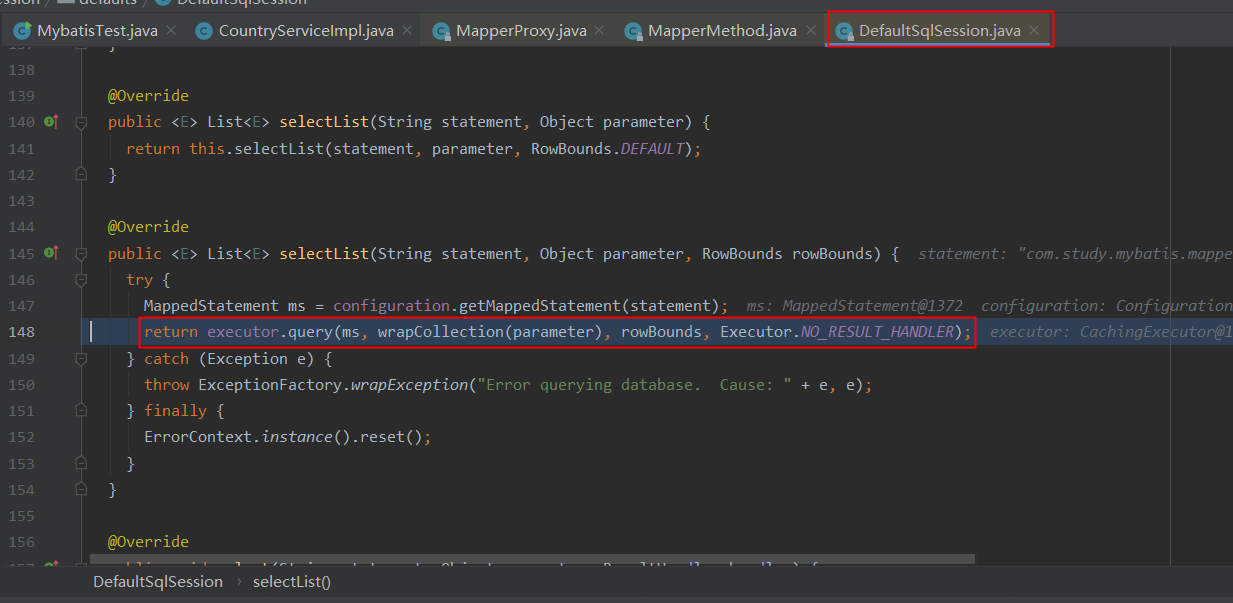 defaults / DefaultSqlSession
MybatisTest.java CountryServiceImpl.java MapperProxy.java MapperMethod.java DefaultSqlSession.java
138
139 @Override
140 public <E> List<E> selectList(String statement, Object parameter) {
141 return this.selectList(statement, parameter, RowBounds.DEFAULT);
142 }
143
144 @Override
145 public <E> List<E> selectList(String statement, Object parameter, RowBounds rowBounds) { statement: "com.study.mybatis.mappe
146 try {
147 MappedStatement ms = configuration.getMappedStatement(statement); ms: MappedStatement@1372 configuration: Configuration
148 return executor.query(ms, wrapCollection(parameter), rowBounds, Executor.NO_RESULT_HANDLER); executor: CachingExecutor@1
149 } catch (Exception e) {
150 throw ExceptionFactory.wrapException("Error querying database.  Cause: " + e, e);
151 } finally {
152 ErrorContext.instance().reset();
153 }
154 }
155
156 @Override
DefaultSqlSession › selectList()